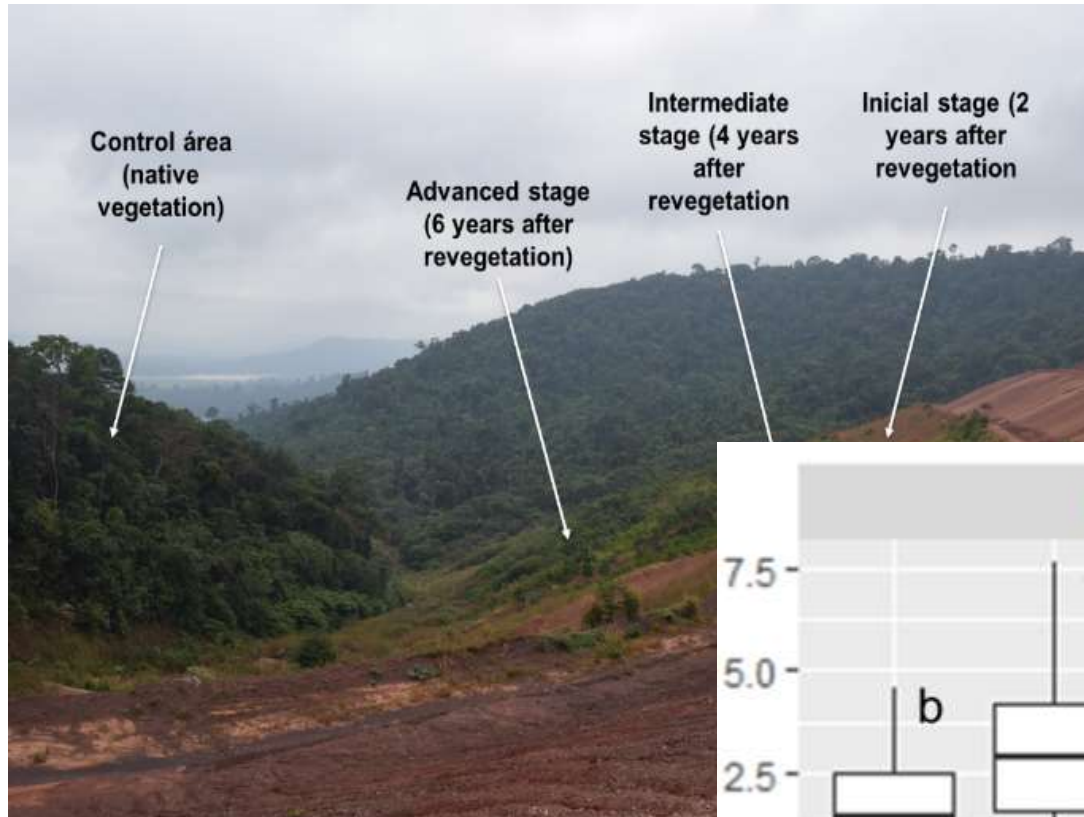 Control área
(native
vegetation)
Advanced stage
(6 years after
revegetation)
Intermediate
stage (4 years
after
revegetation
Inicial stage (2
years after
revegetation
7.5
5.0
2.5
b